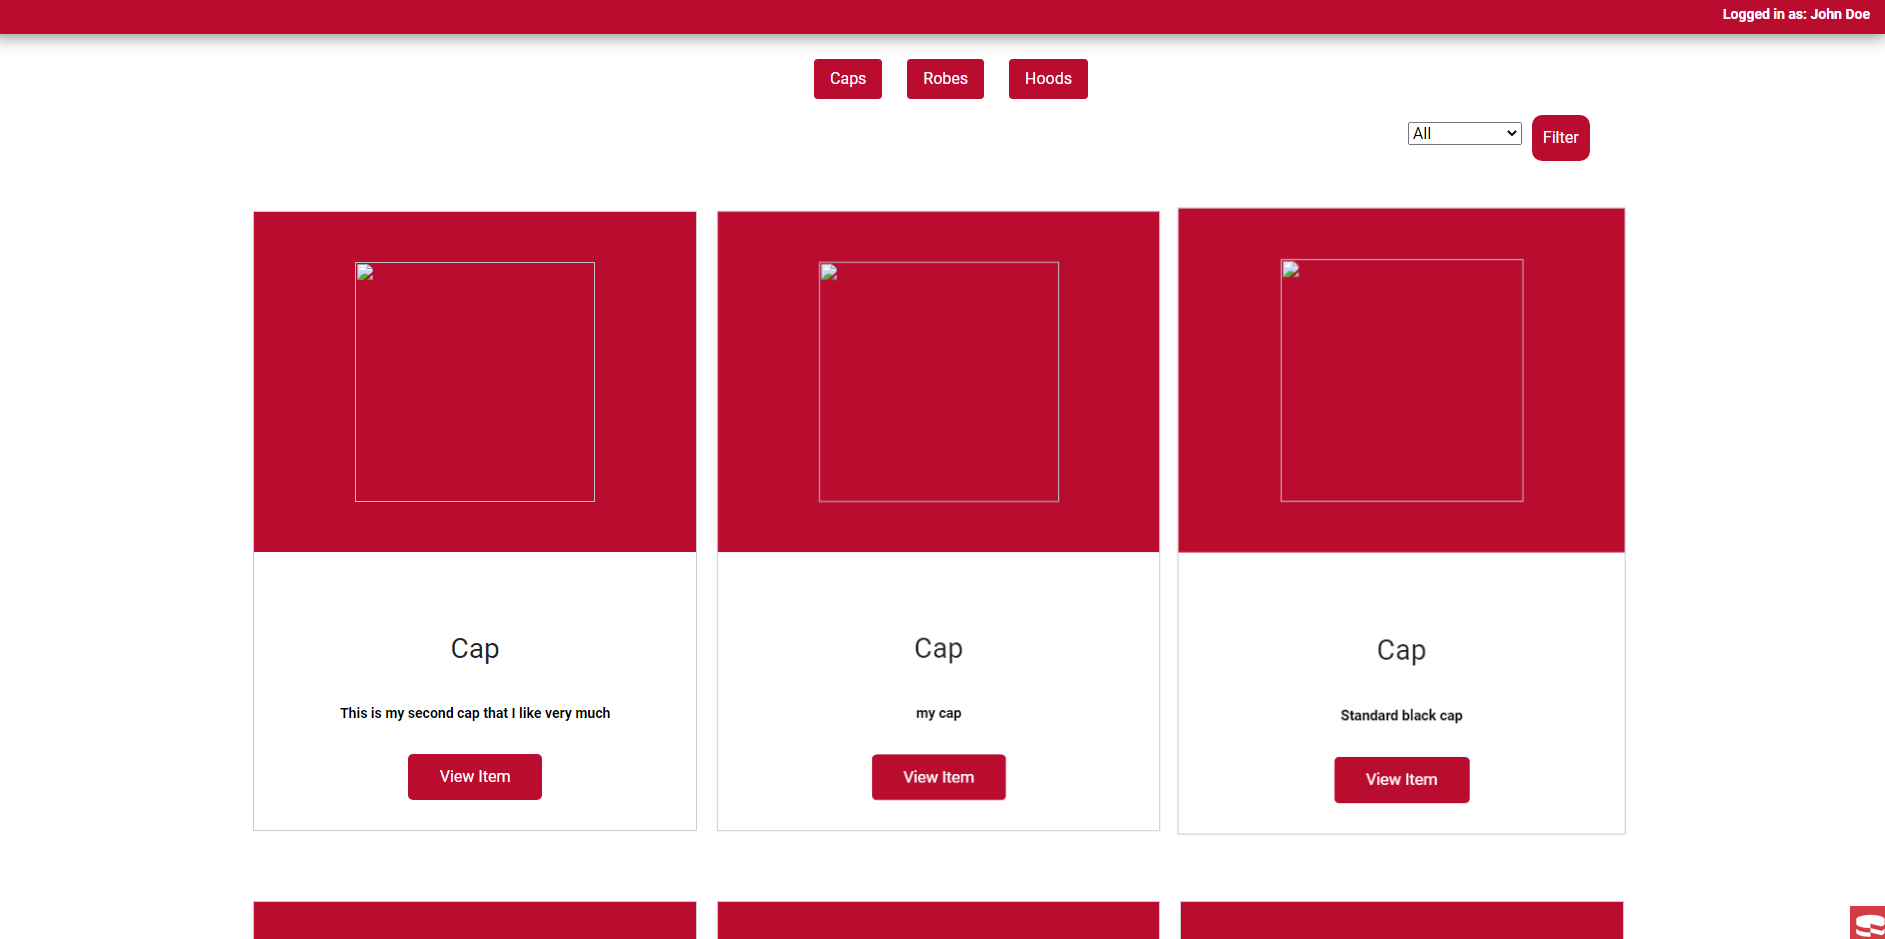 Logged in as: John Doe
Caps
Robes
Hoods
All
Filter
Cap
This is my second cap that I like very much
View Item
Cap
my cap
View Item
Cap
Standard black cap
View Item